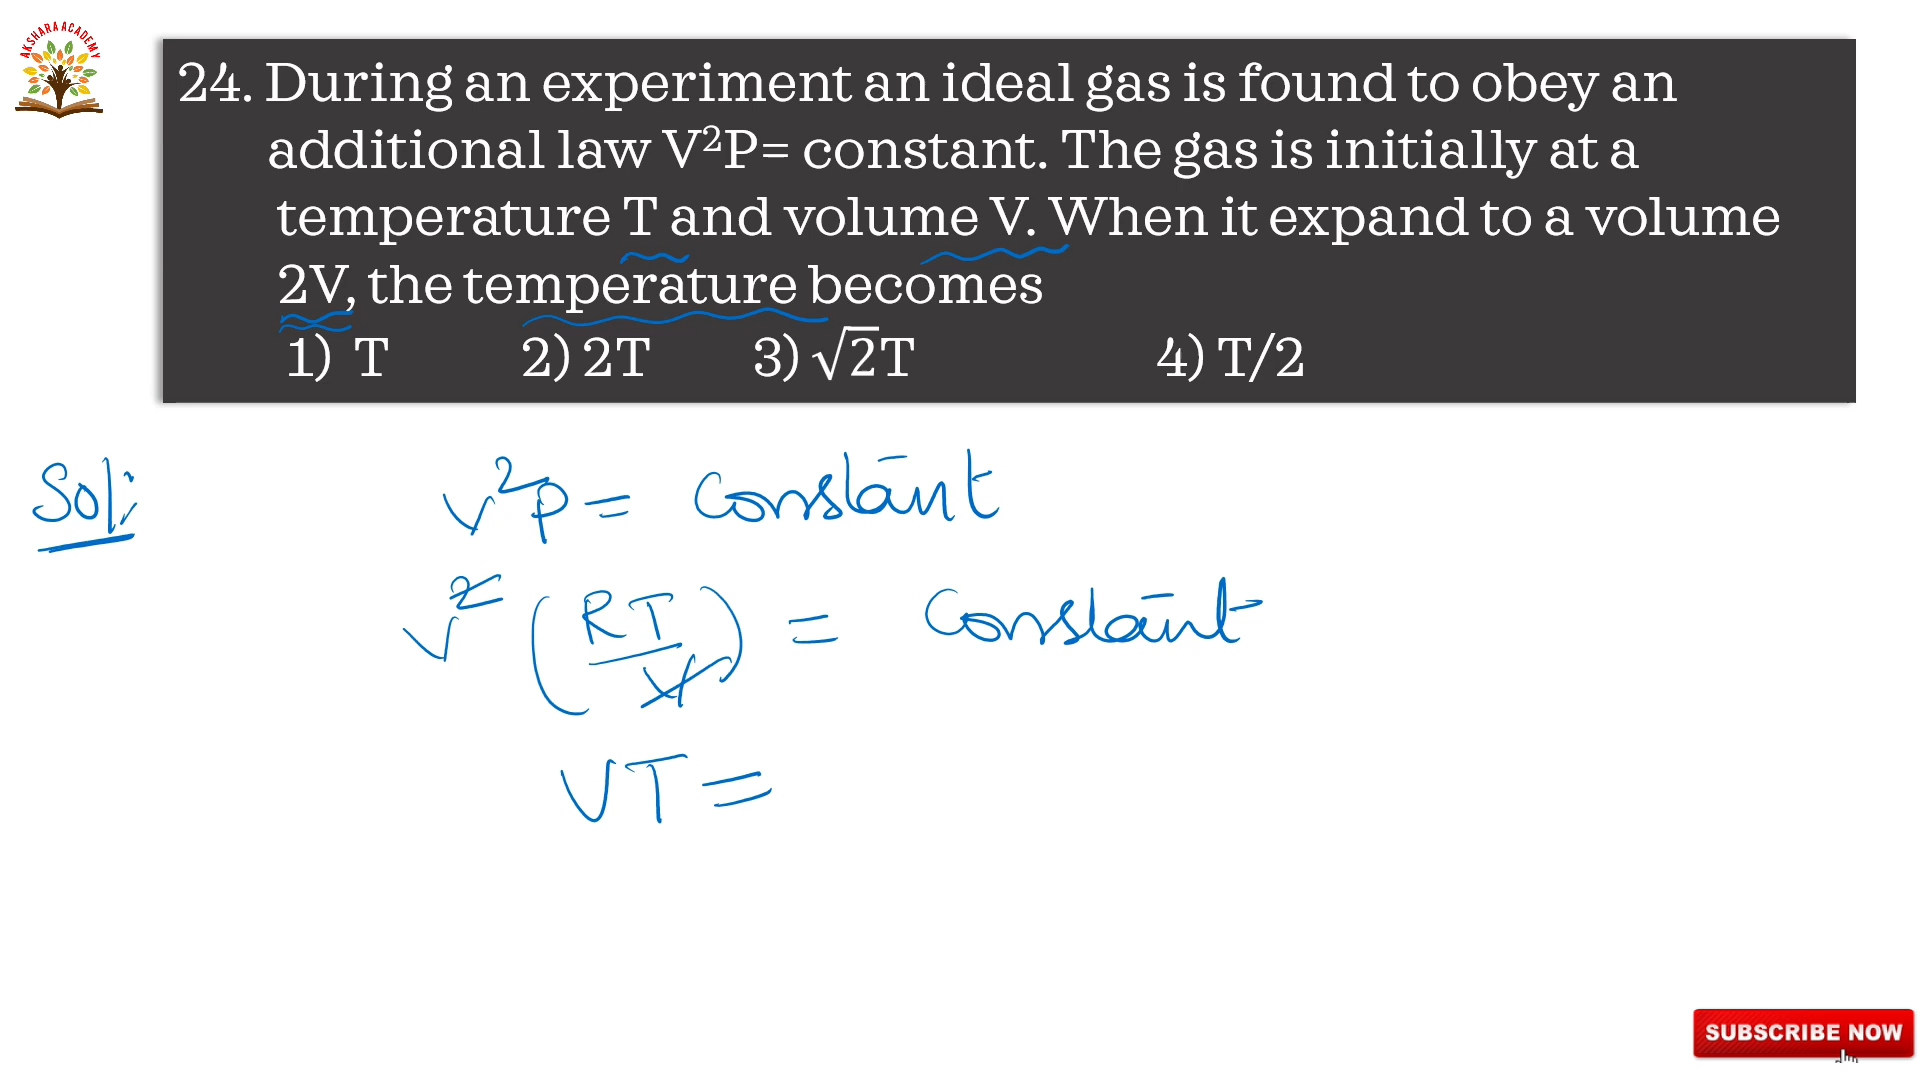 AKSHARA ACADEMY
24. During an experiment an ideal gas is found to obey an
additional law V²P= constant. The gas is initially at a
temperature T and volume V. When it expand to a volume
2V, the temperature becomes
1) T 2) 2T 3) √2T 4) T/2
Sol:
V²P = Constant
V² (RT/V) = Constant
VT =
SUBSCRIBE NOW